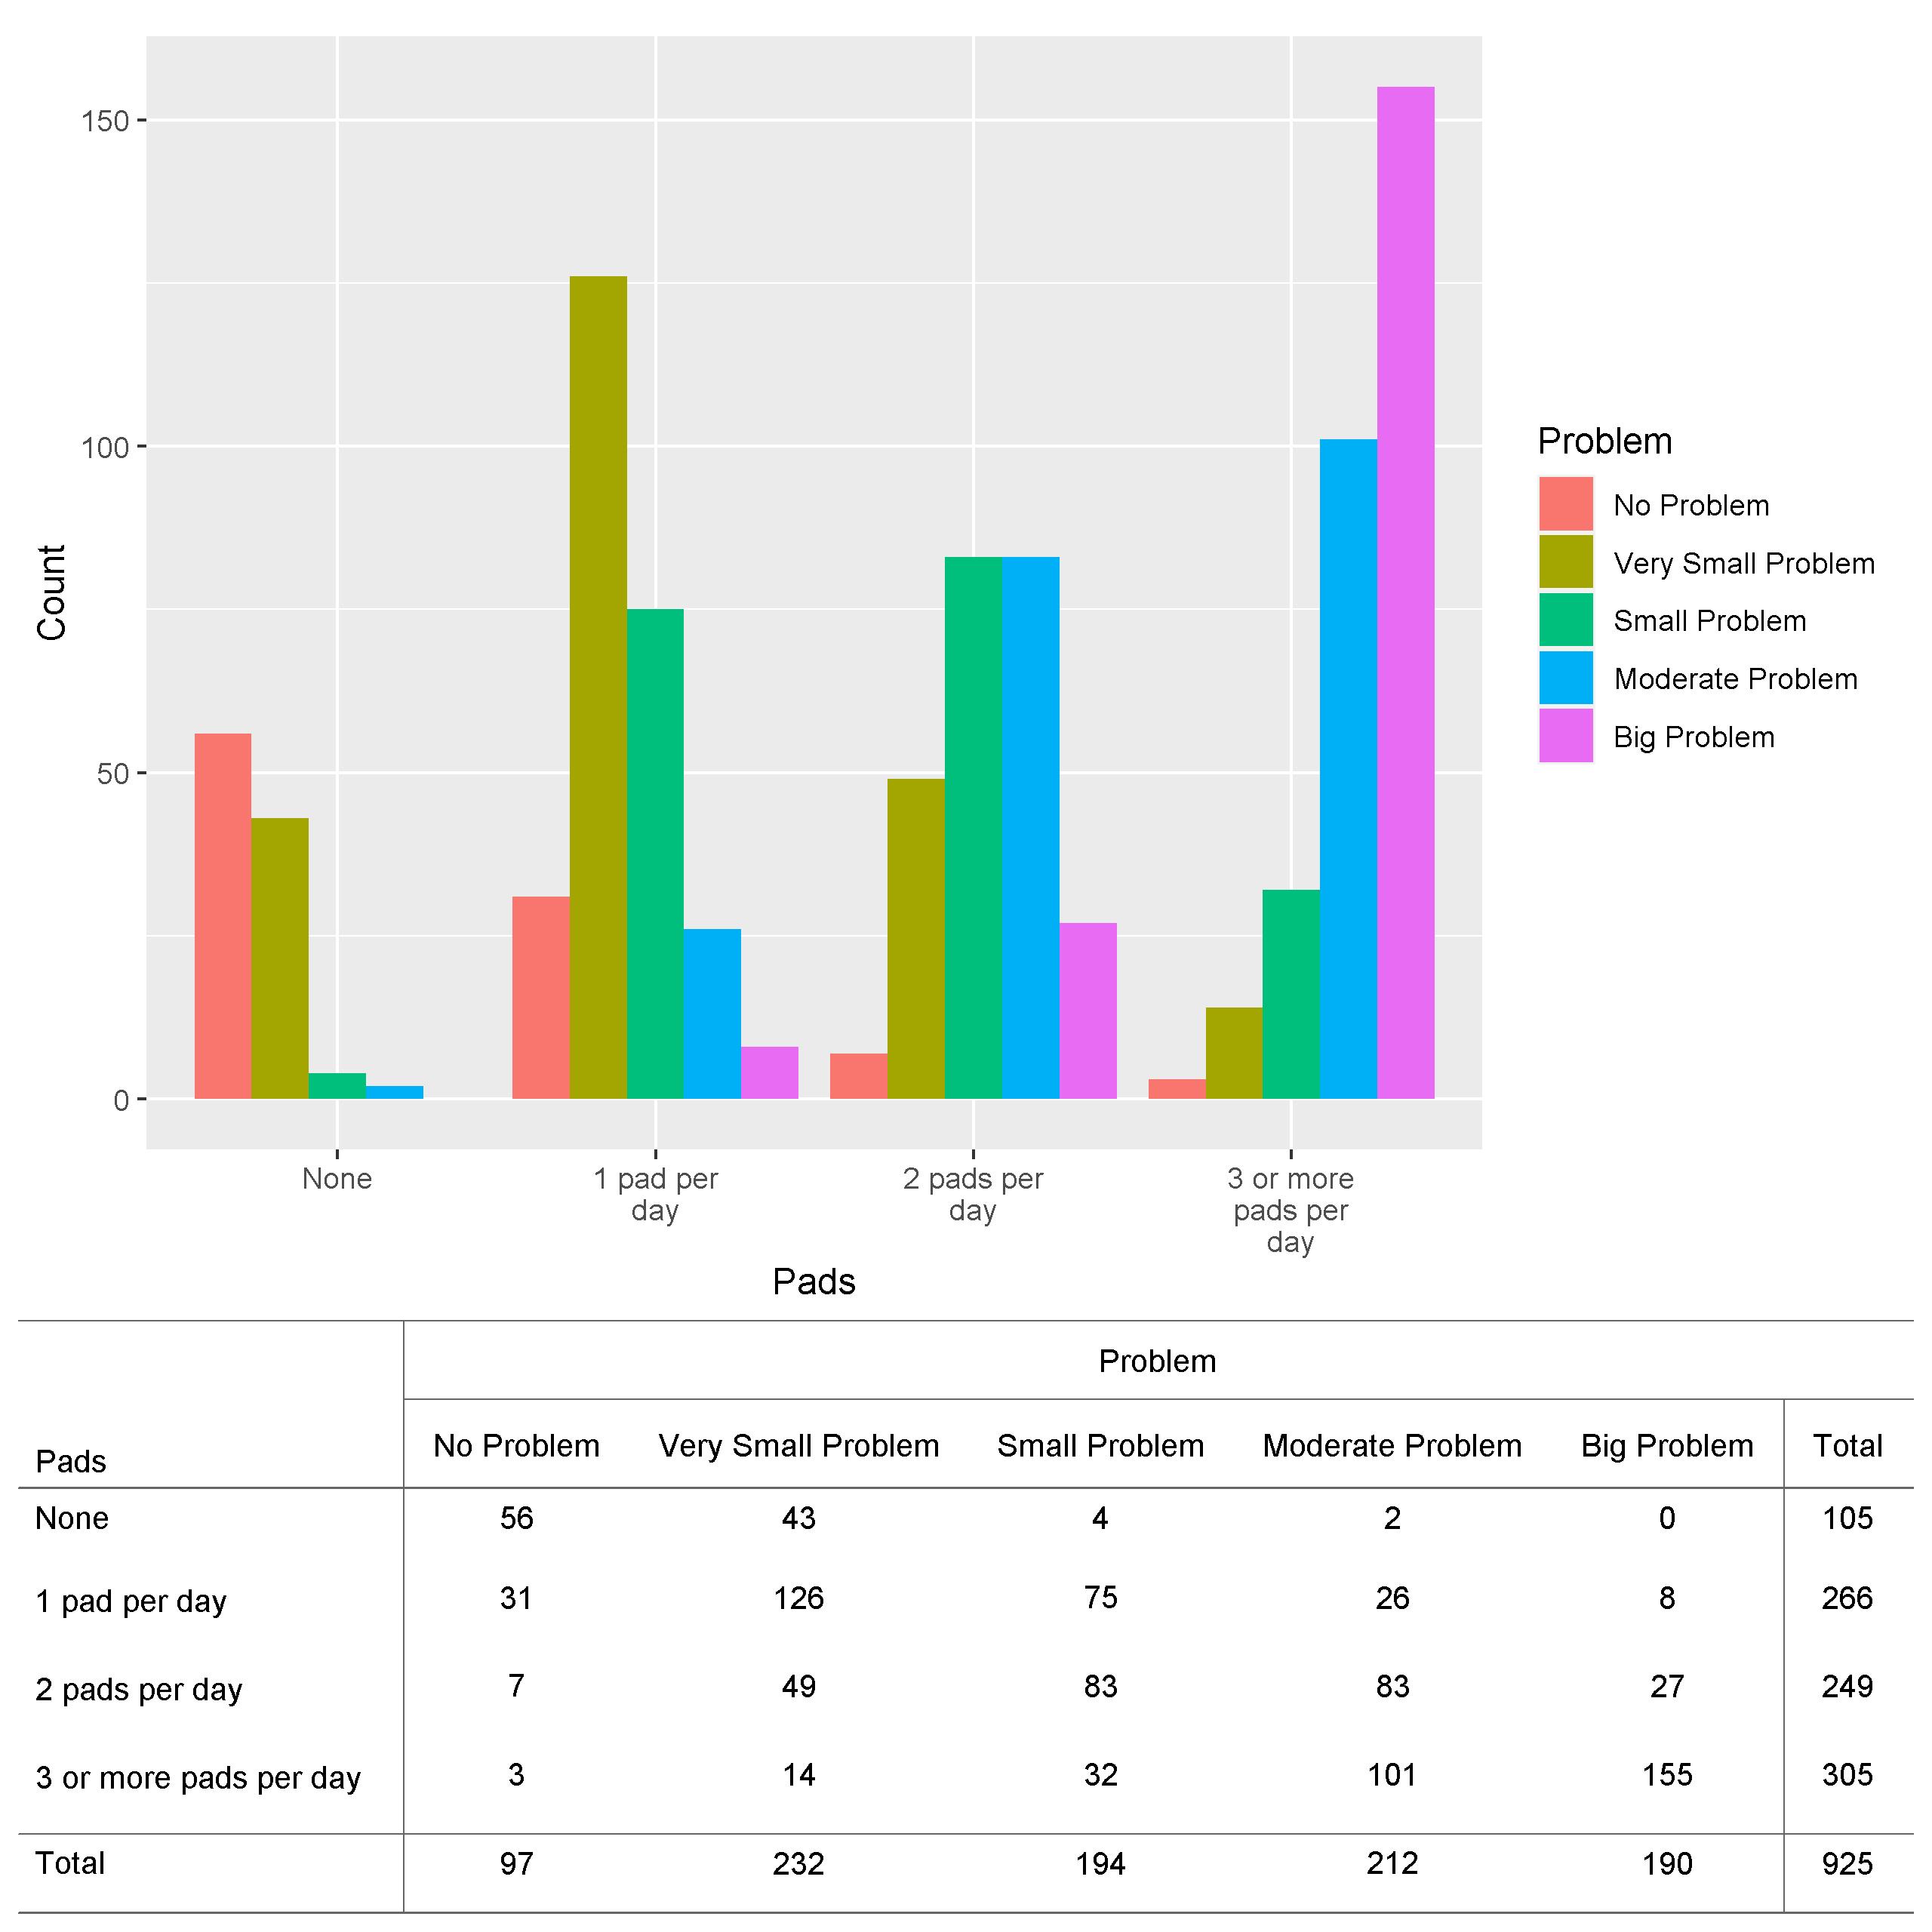 150
100
50
0
Count
None
1 pad per
day
2 pads per
day
3 or more
pads per
day
Pads
Problem
No Problem
Very Small Problem
Small Problem
Moderate Problem
Big Problem
Problem
Pads No Problem Very Small Problem Small Problem Moderate Problem Big Problem Total
None 56 43 4 2 0 105
1 pad per day 31 126 75 26 8 266
2 pads per day 7 49 83 83 27 249
3 or more pads per day 3 14 32 101 155 305
Total 97 232 194 212 190 925